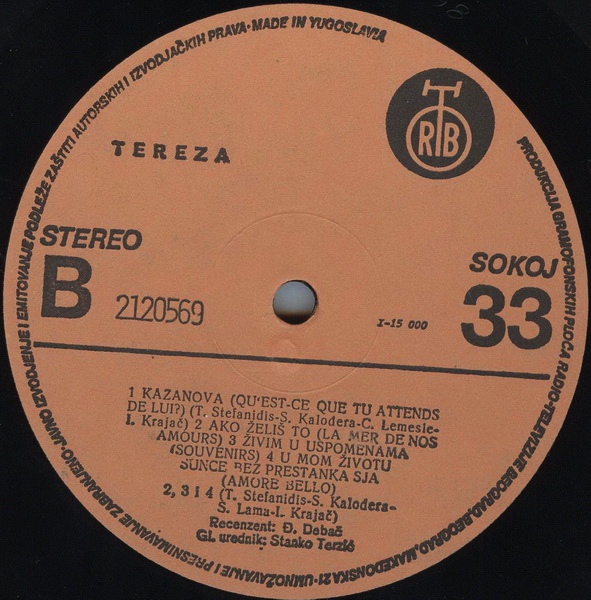 PRODUKCIJA GRAMOFONSKIH PLOČA RADIO-TELEVIZIJE BEOGRAD, BEOGRAD, MAKEDONSKA 21 · UMNOŽAVANJE I PRESNIMAVANJE ZABRANJENO · JAVNO IZVODJENJE I EMITOVANJE PODLEŽE ZAŠTITI AUTORSKIH I IZVODJAČKIH PRAVA · MADE IN YUGOSLAVIA
RTB
TEREZA
STEREO
B
2120569
I-15 000
SOKOJ
33
1 KAZANOVA (QU'EST-CE QUE TU ATTENDS
DE LUI?) (T. Stefanidis-S. Kalođera-C. Lemesle-
I. Krajač) 2 AKO ŽELIŠ TO (LA MER DE NOS
AMOURS) 3 ŽIVIM U USPOMENAMA
(SOUVENIRS) 4 U MOM ŽIVOTU
SUNCE BEZ PRESTANKA SJA
(AMORE BELLO)
2, 3 i 4 (T. Stefanidis-S. Kalođera-
S. Lama-I. Krajač)
Recenzent: Đ. Debač
Gl. urednik: Stanko Terzić